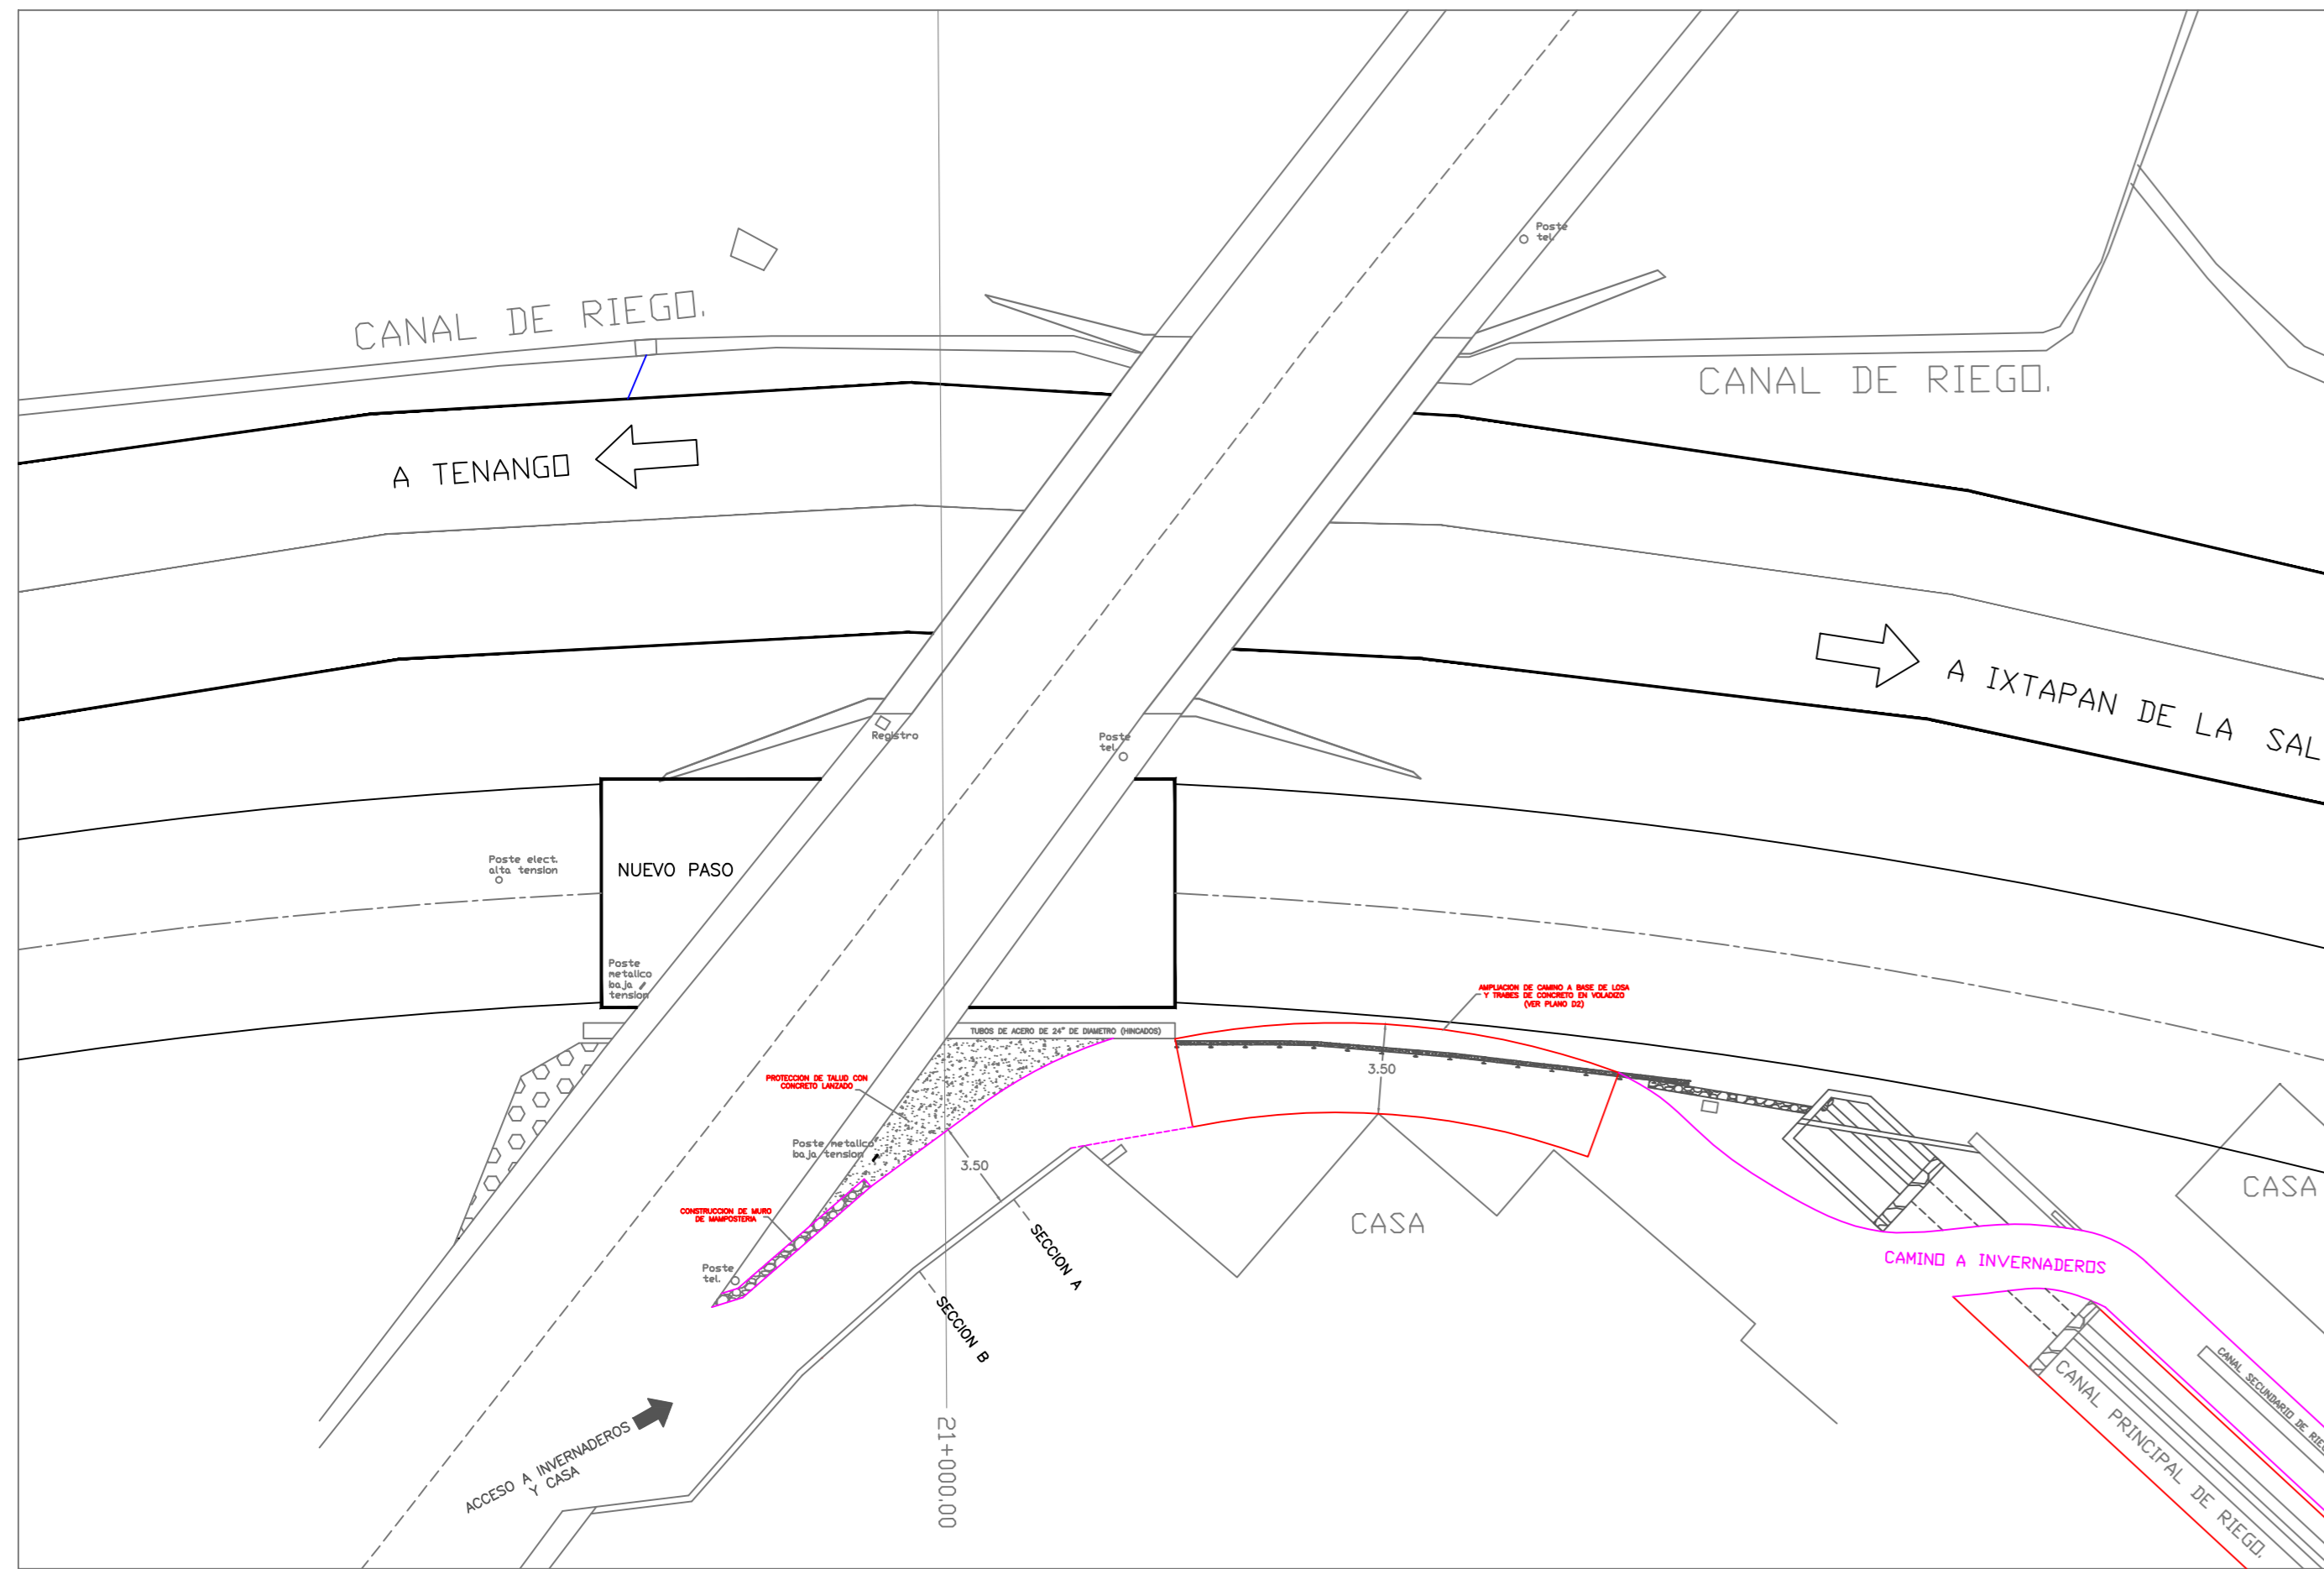 Poste
tel.
CANAL DE RIEGO.
CANAL DE RIEGO.
A TENANGO
A IXTAPAN DE LA SAL
Registro
Poste
tel.
Poste elect.
alta tension
NUEVO PASO
Poste
metalico
baja
tension
AMPLIACION DE CAMINO A BASE DE LOSA
Y TRABES DE CONCRETO EN VOLADIZO
(VER PLANO D2)
TUBOS DE ACERO DE 24" DE DIAMETRO (HINCADOS)
3.50
PROTECCION DE TALUD CON
CONCRETO LANZADO
Poste metalico
baja tension
3.50
CASA
CONSTRUCCION DE MURO
DE MAMPOSTERIA
CASA
SECCION A
CAMINO A INVERNADEROS
Poste
tel.
SECCION B
CANAL SECUNDARIO DE
CANAL PRINCIPAL DE RIEGO.
ACCESO A INVERNADEROS
Y CASA
21+000.00